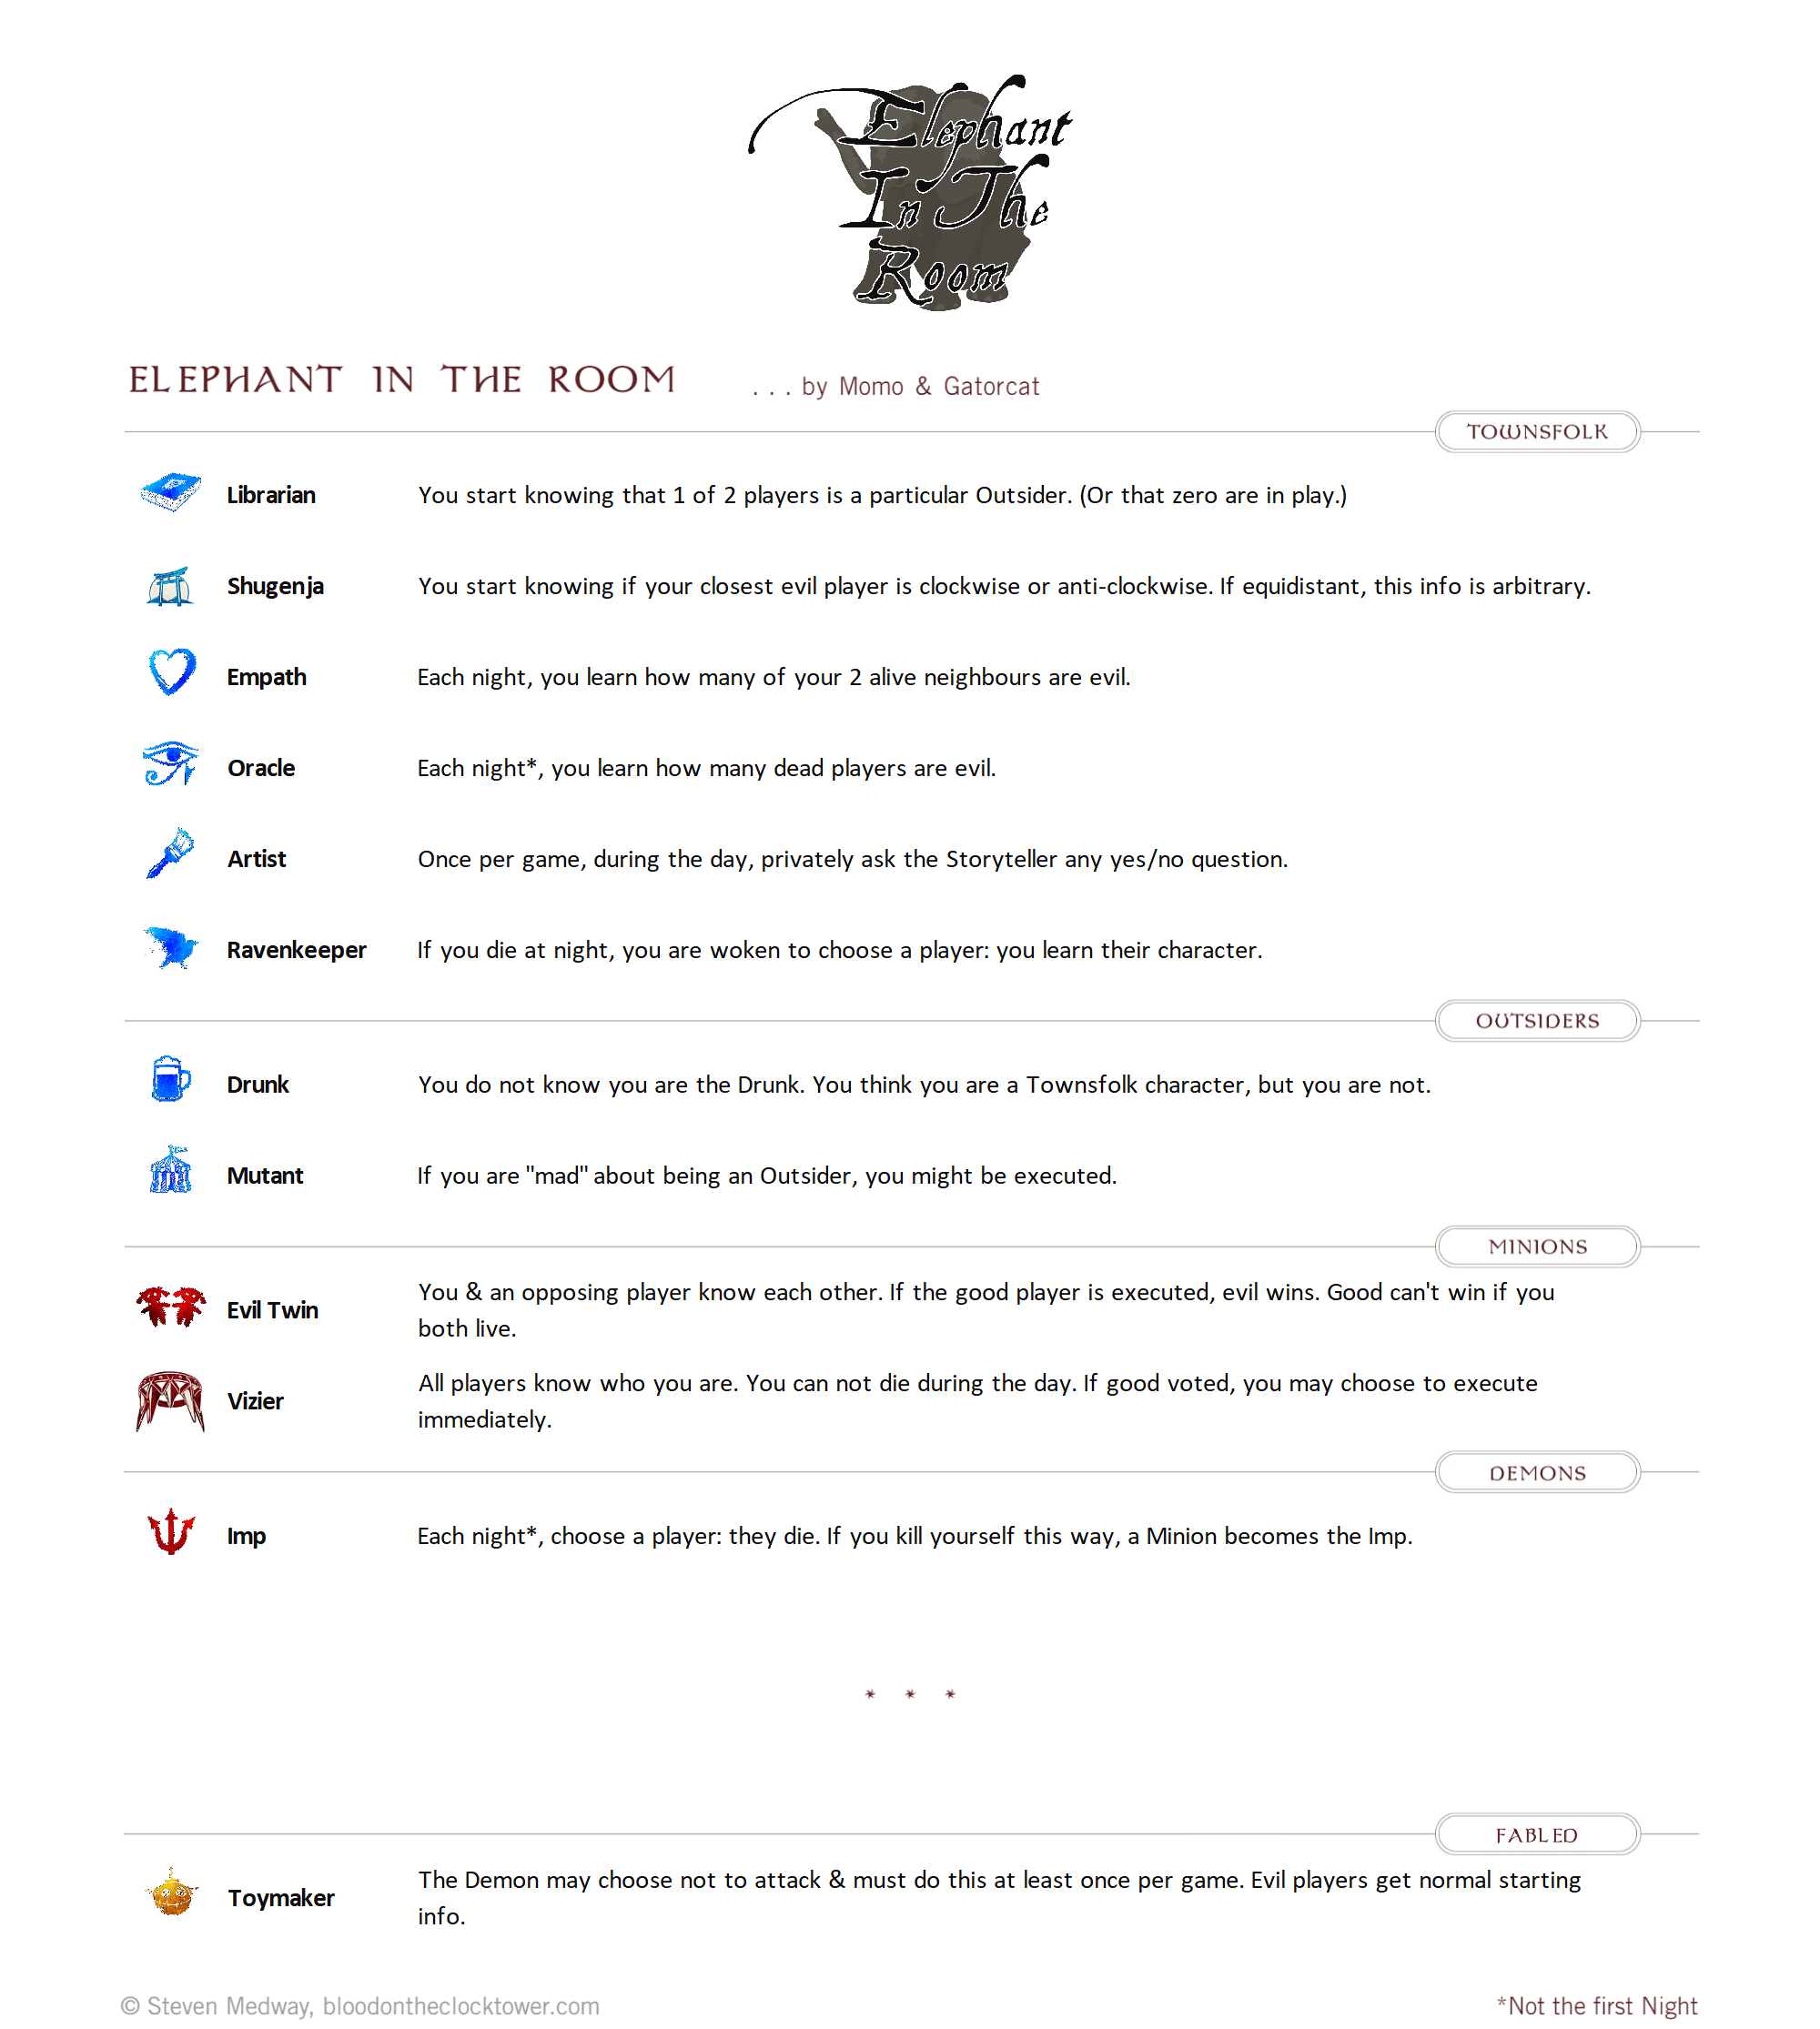 Elephant
In The
Room
ELEPHANT IN THE ROOM . . . by Momo & Gatorcat
TOWNSFOLK
Librarian You start knowing that 1 of 2 players is a particular Outsider. (Or that zero are in play.)
Shugenja You start knowing if your closest evil player is clockwise or anti-clockwise. If equidistant, this info is arbitrary.
Empath Each night, you learn how many of your 2 alive neighbours are evil.
Oracle Each night*, you learn how many dead players are evil.
Artist Once per game, during the day, privately ask the Storyteller any yes/no question.
Ravenkeeper If you die at night, you are woken to choose a player: you learn their character.
OUTSIDERS
Drunk You do not know you are the Drunk. You think you are a Townsfolk character, but you are not.
Mutant If you are "mad" about being an Outsider, you might be executed.
MINIONS
Evil Twin You & an opposing player know each other. If the good player is executed, evil wins. Good can't win if you
both live.
Vizier All players know who you are. You can not die during the day. If good voted, you may choose to execute
immediately.
DEMONS
Imp Each night*, choose a player: they die. If you kill yourself this way, a Minion becomes the Imp.
* * *
FABLED
Toymaker The Demon may choose not to attack & must do this at least once per game. Evil players get normal starting
info.
© Steven Medway, bloodontheclocktower.com *Not the first Night